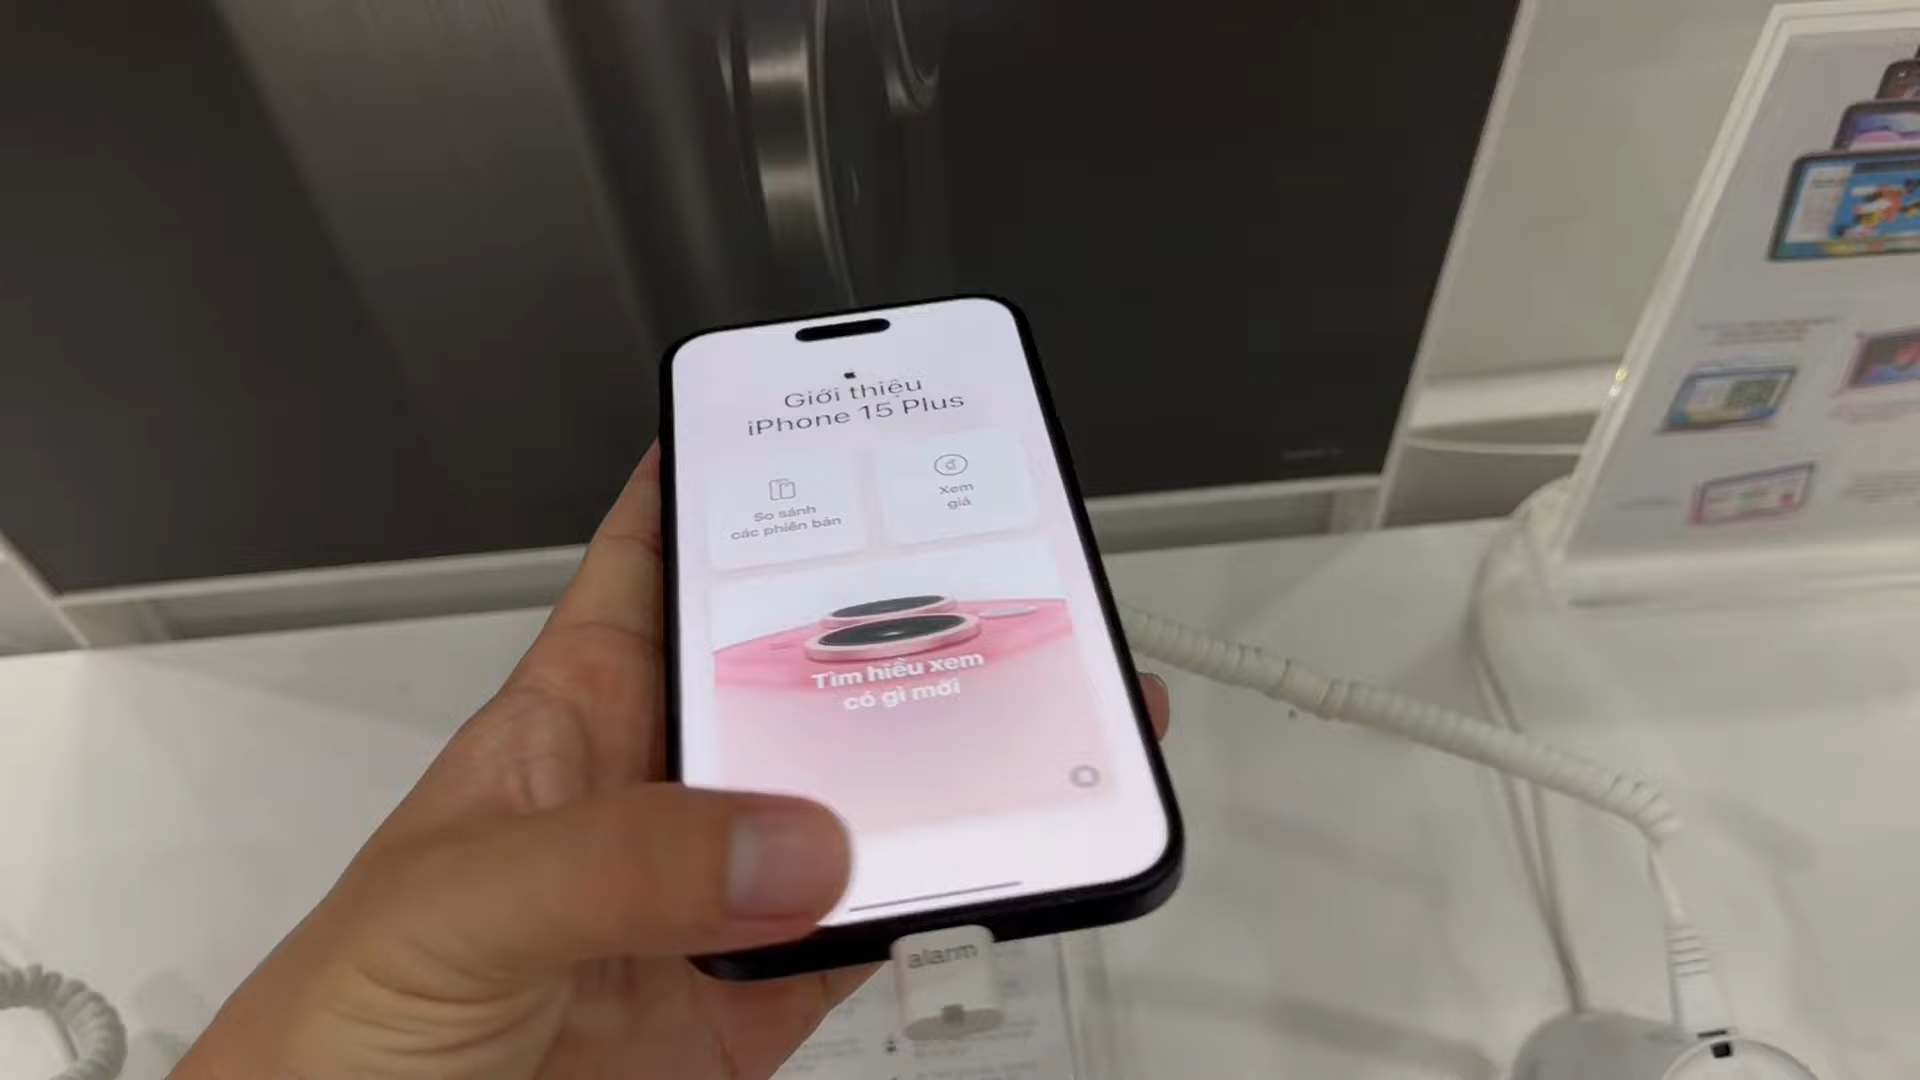 Giới thiệu
iPhone 15 Plus
So sánh
các phiên bản
Xem
giá
Tìm hiểu xem
có gì mới
alarm